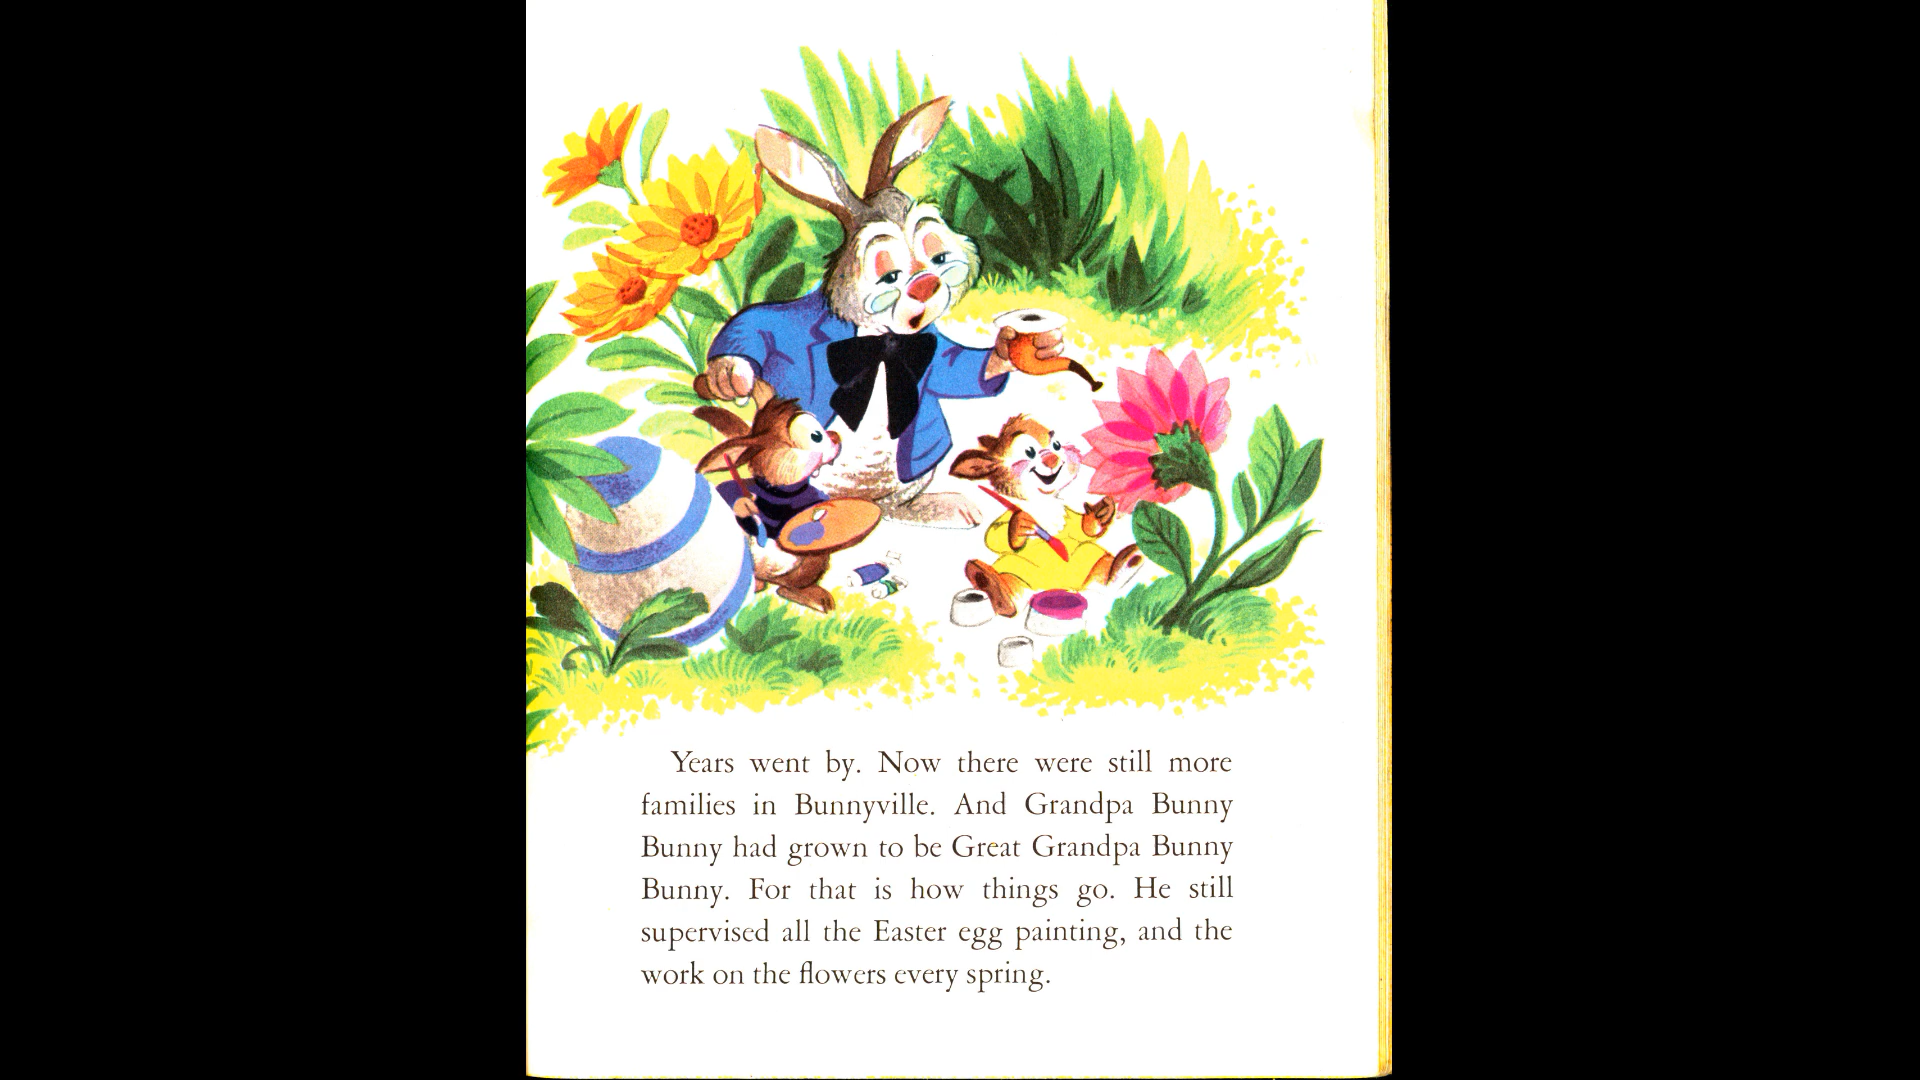 Years went by. Now there were still more
families in Bunnyville. And Grandpa Bunny
Bunny had grown to be Great Grandpa Bunny
Bunny. For that is how things go. He still
supervised all the Easter egg painting, and the
work on the flowers every spring.